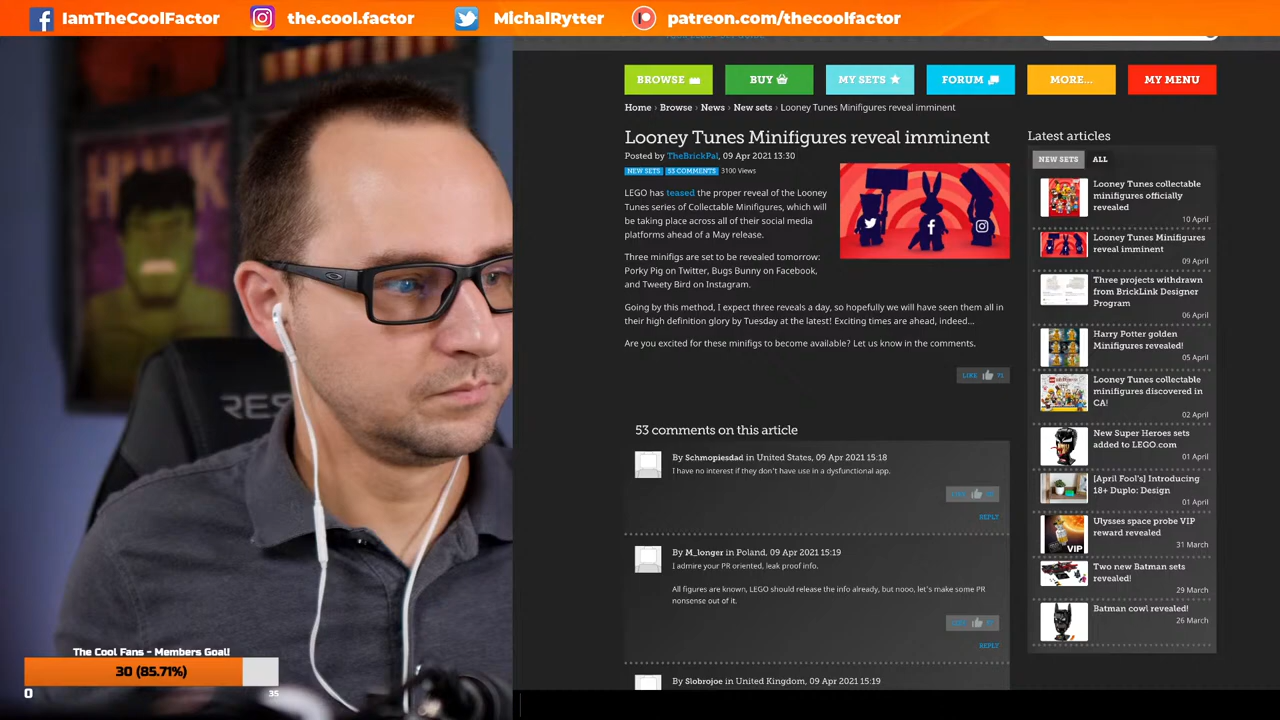 IamTheCoolFactor
the.cool.factor
MichalRytter
patreon.com/thecoolfactor
BROWSE
BUY
MY SETS
FORUM
MORE...
MY MENU
Home › Browse › News › New sets › Looney Tunes Minifigures reveal imminent
Looney Tunes Minifigures reveal imminent
Posted by TheBrickPal, 09 Apr 2021 13:30
NEW SETS 53 COMMENTS 3100 Views
LEGO has teased the proper reveal of the Looney
Tunes series of Collectable Minifigures, which will
be taking place across all of their social media
platforms ahead of a May release.
Three minifigs are set to be revealed tomorrow:
Porky Pig on Twitter, Bugs Bunny on Facebook,
and Tweety Bird on Instagram.
Going by this method, I expect three reveals a day, so hopefully we will have seen them all in
their high definition glory by Tuesday at the latest! Exciting times are ahead, indeed...
Are you excited for these minifigs to become available? Let us know in the comments.
LIKE 71
53 comments on this article
By Schmopiesdad in United States, 09 Apr 2021 15:18
I have no interest if they don't have use in a dysfunctional app.
LIKE
REPLY
By M_longer in Poland, 09 Apr 2021 15:19
I admire your PR oriented, leak proof info.
All figures are known, LEGO should release the info already, but nooo, let's make some PR
nonsense out of it.
LIKE
REPLY
By Slobrojoe in United Kingdom, 09 Apr 2021 15:19
Latest articles
NEW SETS ALL
Looney Tunes collectable
minifigures officially
revealed
10 April
Looney Tunes Minifigures
reveal imminent
09 April
Three projects withdrawn
from BrickLink Designer
Program
06 April
Harry Potter golden
Minifigures revealed!
05 April
Looney Tunes collectable
minifigures discovered in
CA!
02 April
New Super Heroes sets
added to LEGO.com
01 April
[April Fool's] Introducing
18+ Duplo: Design
01 April
VIP
Ulysses space probe VIP
reward revealed
31 March
Two new Batman sets
revealed!
29 March
Batman cowl revealed!
26 March
HULK
RES
The Cool Fans - Members Goal!
30 (85.71%)
0
35